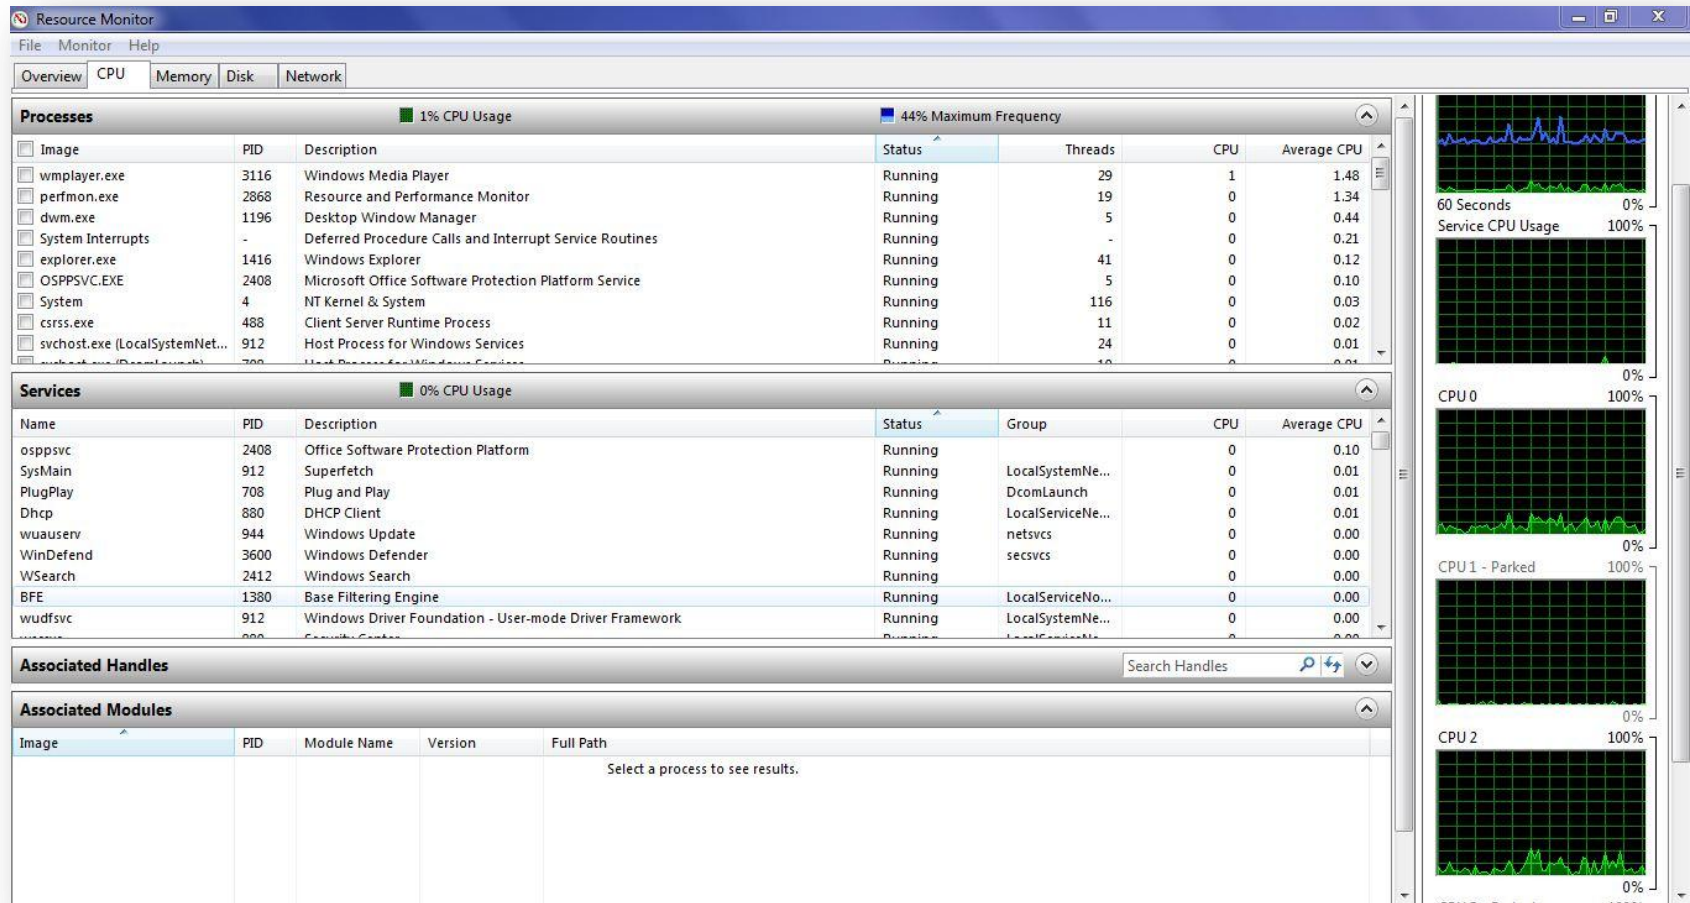 Resource Monitor
File Monitor Help
Overview CPU Memory Disk Network
Processes 1% CPU Usage 44% Maximum Frequency
Image PID Description Status Threads CPU Average CPU
wmplayer.exe 3116 Windows Media Player Running 29 1 1.48
perfmon.exe 2868 Resource and Performance Monitor Running 19 0 1.34
dwm.exe 1196 Desktop Window Manager Running 5 0 0.44
System Interrupts - Deferred Procedure Calls and Interrupt Service Routines Running - 0 0.21
explorer.exe 1416 Windows Explorer Running 41 0 0.12
OSPPSVC.EXE 2408 Microsoft Office Software Protection Platform Service Running 5 0 0.10
System 4 NT Kernel & System Running 116 0 0.03
csrss.exe 488 Client Server Runtime Process Running 11 0 0.02
svchost.exe (LocalSystemNet... 912 Host Process for Windows Services Running 24 0 0.01
Services 0% CPU Usage
Name PID Description Status Group CPU Average CPU
osppsvc 2408 Office Software Protection Platform Running 0 0.10
SysMain 912 Superfetch Running LocalSystemNe... 0 0.01
PlugPlay 708 Plug and Play Running DcomLaunch 0 0.01
Dhcp 880 DHCP Client Running LocalServiceNe... 0 0.01
wuauserv 944 Windows Update Running netsvcs 0 0.00
WinDefend 3600 Windows Defender Running secsvcs 0 0.00
WSearch 2412 Windows Search Running 0 0.00
BFE 1380 Base Filtering Engine Running LocalServiceNo... 0 0.00
wudfsvc 912 Windows Driver Foundation - User-mode Driver Framework Running LocalSystemNe... 0 0.00
Associated Handles Search Handles
Associated Modules
Image PID Module Name Version Full Path
Select a process to see results.
60 Seconds 0%
Service CPU Usage 100%
0%
CPU 0 100%
0%
CPU 1 - Parked 100%
0%
CPU 2 100%
0%